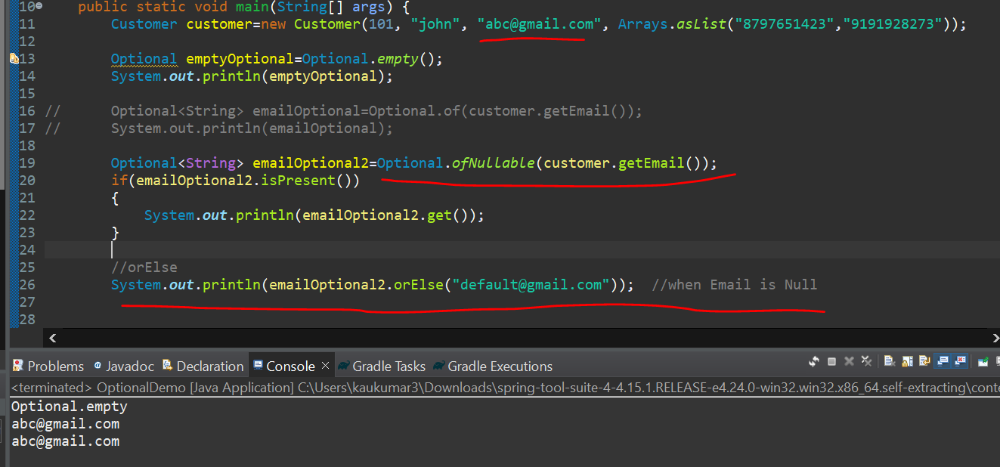 10 public static void main(String[] args) {
11 Customer customer=new Customer(101, "john", "abc@gmail.com", Arrays.asList("8797651423","9191928273"));
12
13 Optional emptyOptional=Optional.empty();
14 System.out.println(emptyOptional);
15
16 // Optional<String> emailOptional=Optional.of(customer.getEmail());
17 // System.out.println(emailOptional);
18
19 Optional<String> emailOptional2=Optional.ofNullable(customer.getEmail());
20 if(emailOptional2.isPresent())
21 {
22 System.out.println(emailOptional2.get());
23 }
24
25 //orElse
26 System.out.println(emailOptional2.orElse("default@gmail.com")); //when Email is Null
27
28
Problems @ Javadoc Declaration Console × Gradle Tasks Gradle Executions
<terminated> OptionalDemo [Java Application] C:\Users\kaukumar3\Downloads\spring-tool-suite-4-4.15.1.RELEASE-e4.24.0-win32.win32.x86_64.self-extracting\conte
Optional.empty
abc@gmail.com
abc@gmail.com